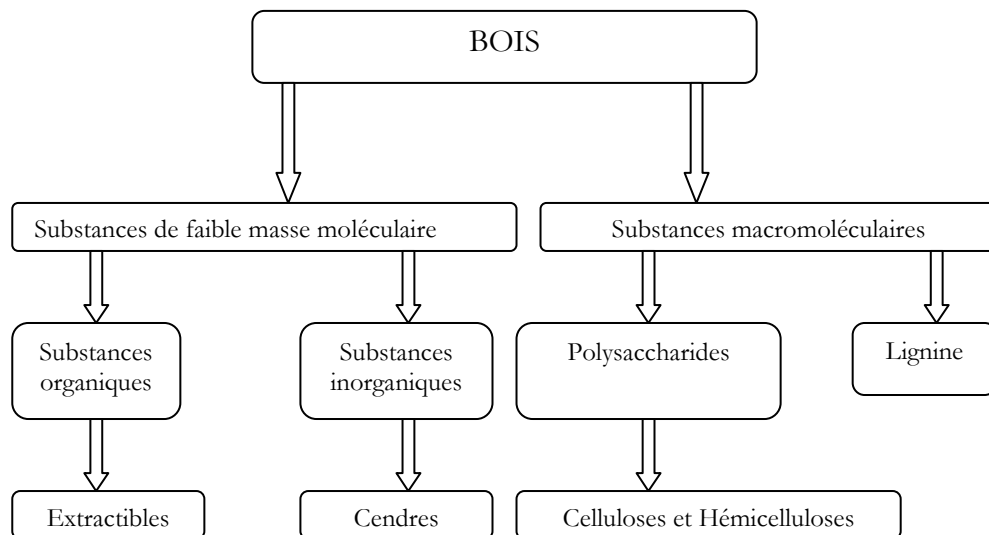 BOIS
Substances de faible masse moléculaire
Substances macromoléculaires
Substances
organiques
Substances
inorganiques
Polysaccharides
Lignine
Extractibles
Cendres
Celluloses et Hémicelluloses